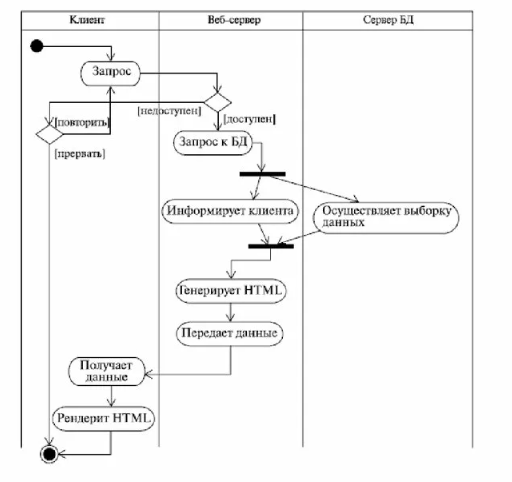 Клиент
Веб-сервер
Сервер БД
Запрос
[недоступен]
[повторить]
[доступен]
Запрос к БД
[прервать]
Информирует клиента
Осуществляет выборку
данных
Генерирует HTML
Передает данные
Получает
данные
Рендерит HTML